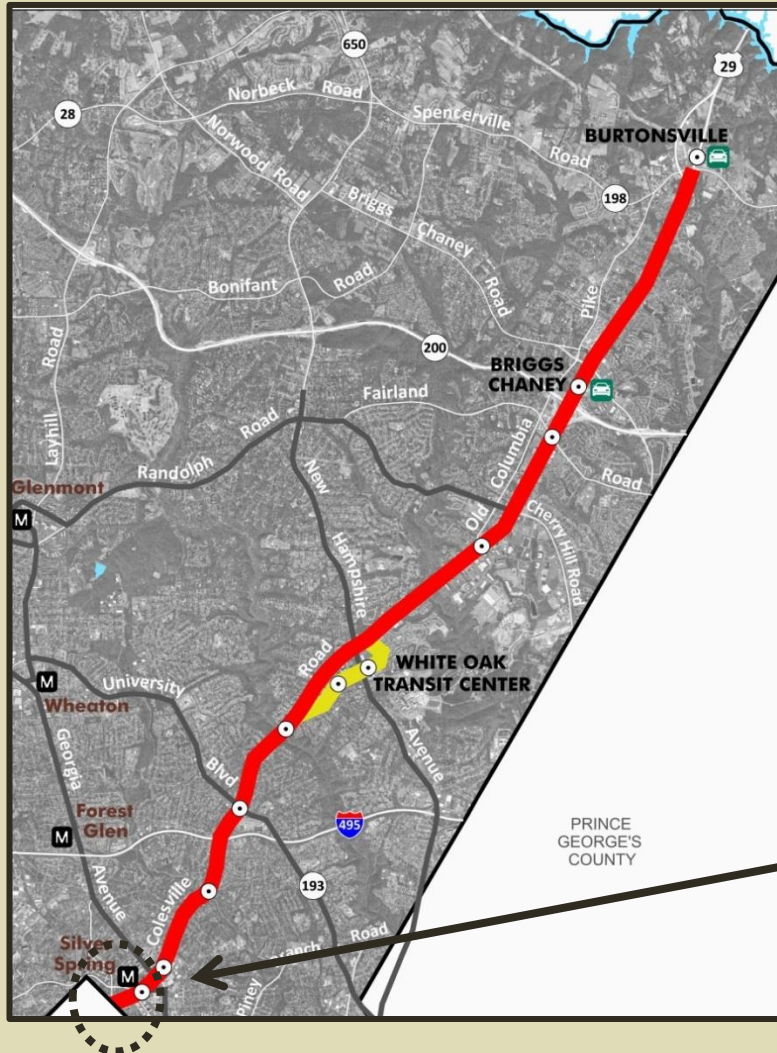 650
29
28
Norbeck Road
Spencerville Road
BURTONSVILLE
Norwood Road
198
Briggs Chaney Road
Bonifant Road
Pike
200
BRIGGS
CHANEY
Fairland
Road
Layhill
Road
Randolph
Road
Old Columbia
New
Hampshire
Avenue
Glenmont
M
Cherry Hill Road
Road
WHITE OAK
TRANSIT CENTER
M
Wheaton
University
Blvd
Georgia
Avenue
Forest
Glen
M
495
PRINCE
GEORGE'S
COUNTY
193
Colesville
Silver
Spring
M
Piney Branch Road